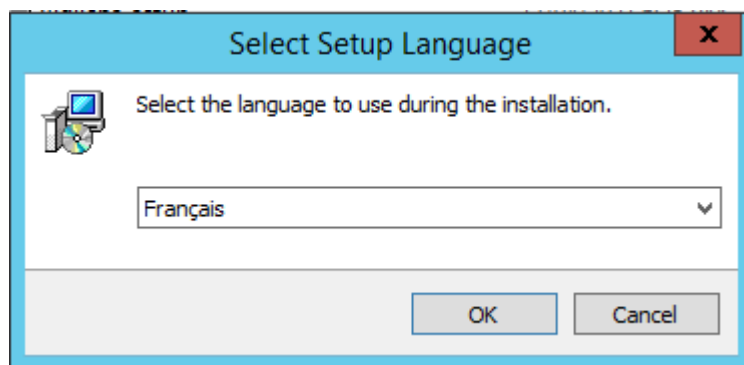 Select Setup Language
x
Select the language to use during the installation.
Français
OK
Cancel